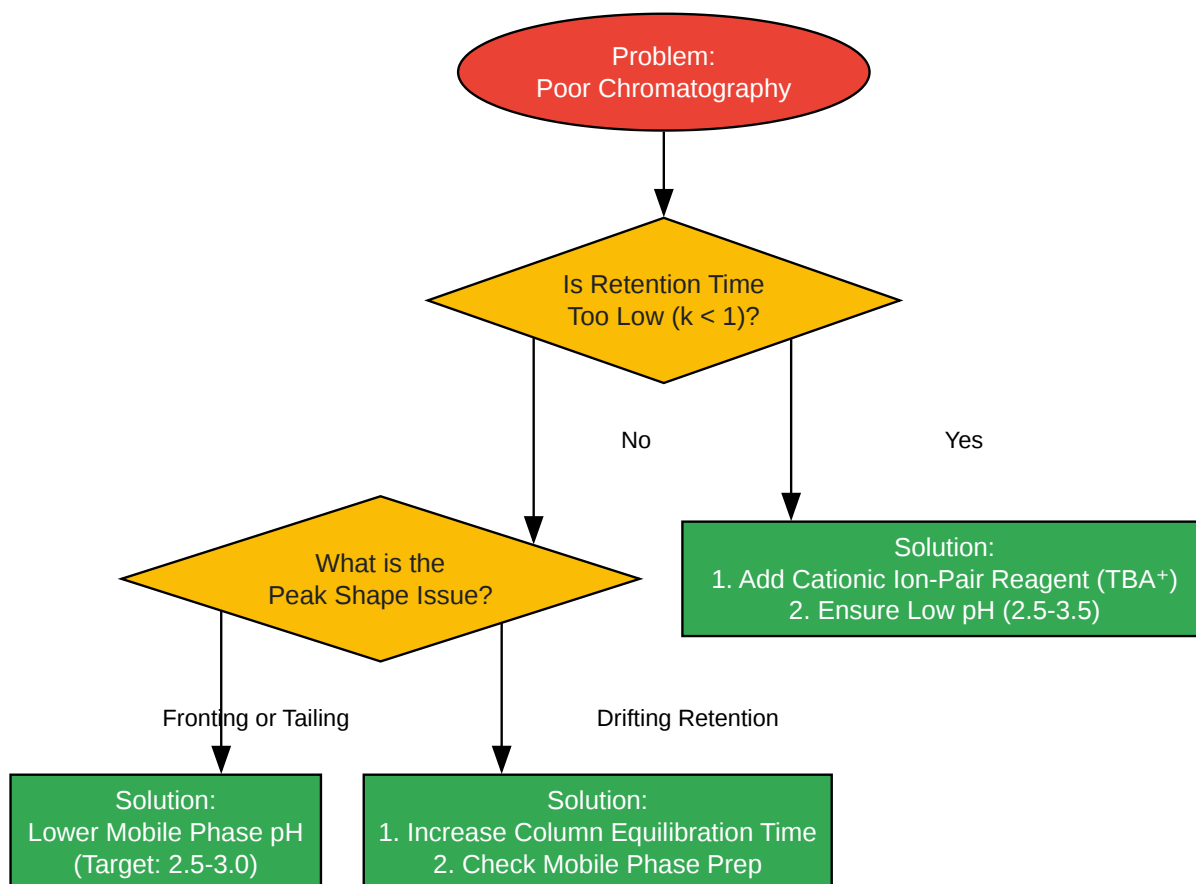 Problem:
Poor Chromatography
Is Retention Time
Too Low (k < 1)?
No
Yes
What is the
Peak Shape Issue?
Solution:
1. Add Cationic Ion-Pair Reagent (TBA⁺)
2. Ensure Low pH (2.5-3.5)
Fronting or Tailing
Drifting Retention
Solution:
Lower Mobile Phase pH
(Target: 2.5-3.0)
Solution:
1. Increase Column Equilibration Time
2. Check Mobile Phase Prep